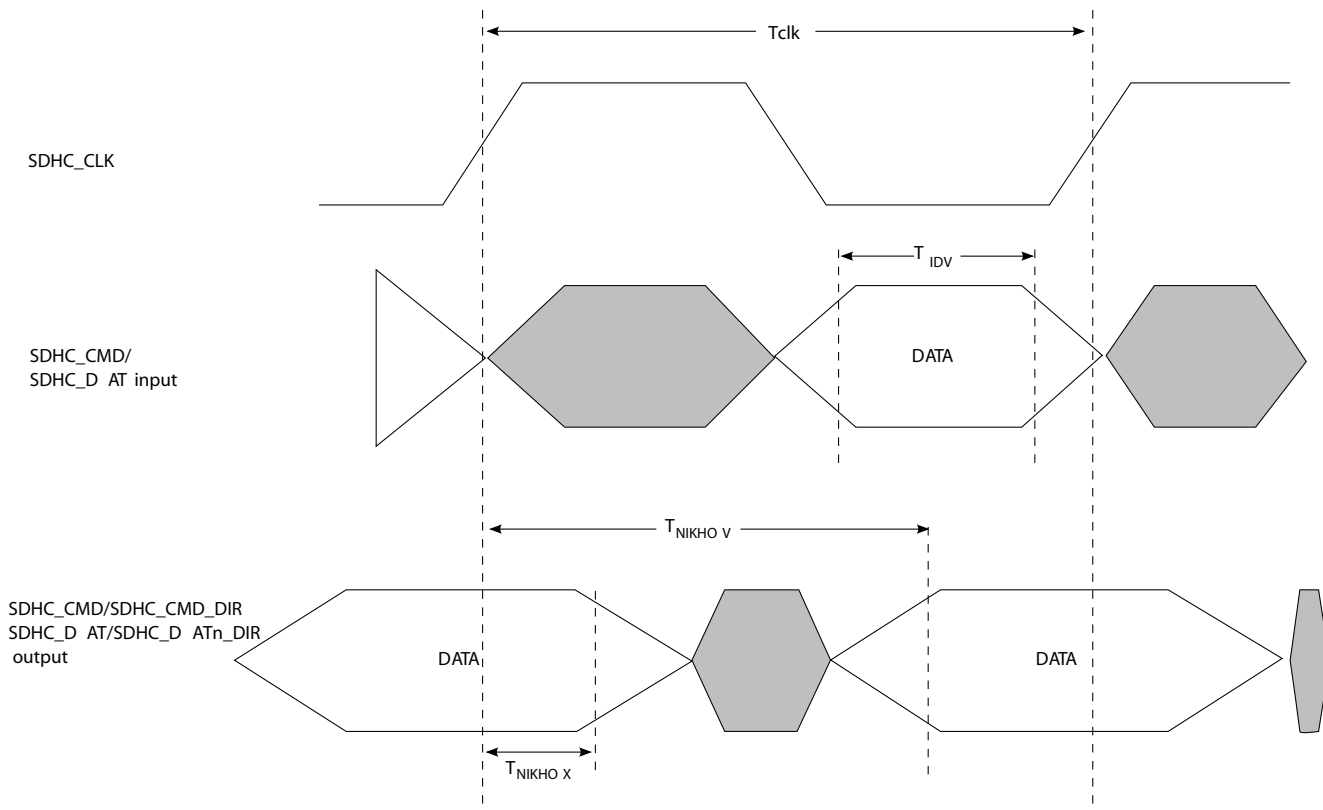 Tclk
SDHC_CLK
T IDV
SDHC_CMD/
SDHC_D AT input
DATA
T NIKHO V
SDHC_CMD/SDHC_CMD_DIR
SDHC_D AT/SDHC_D ATn_DIR
output
DATA
DATA
T NIKHO X